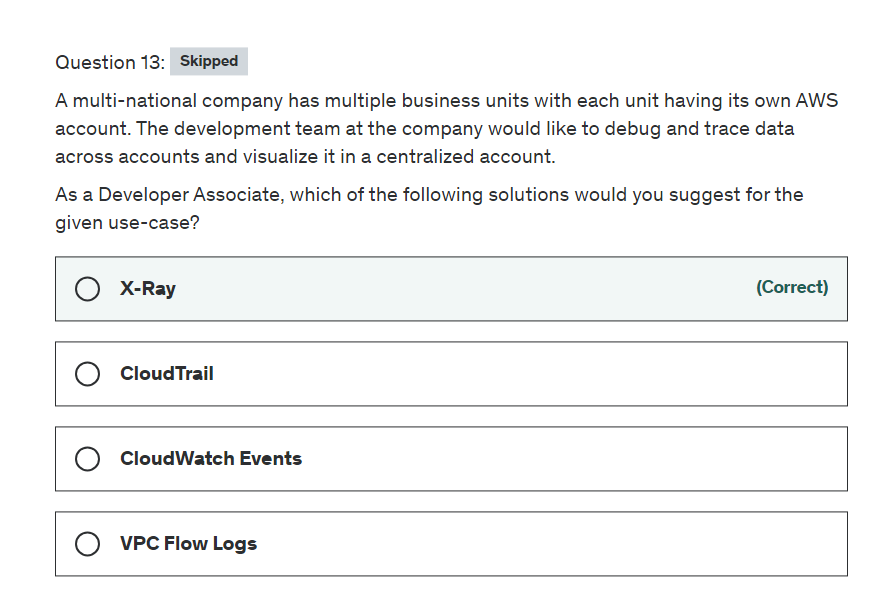 Question 13: Skipped
A multi-national company has multiple business units with each unit having its own AWS
account. The development team at the company would like to debug and trace data
across accounts and visualize it in a centralized account.
As a Developer Associate, which of the following solutions would you suggest for the
given use-case?
X-Ray (Correct)
CloudTrail
CloudWatch Events
VPC Flow Logs